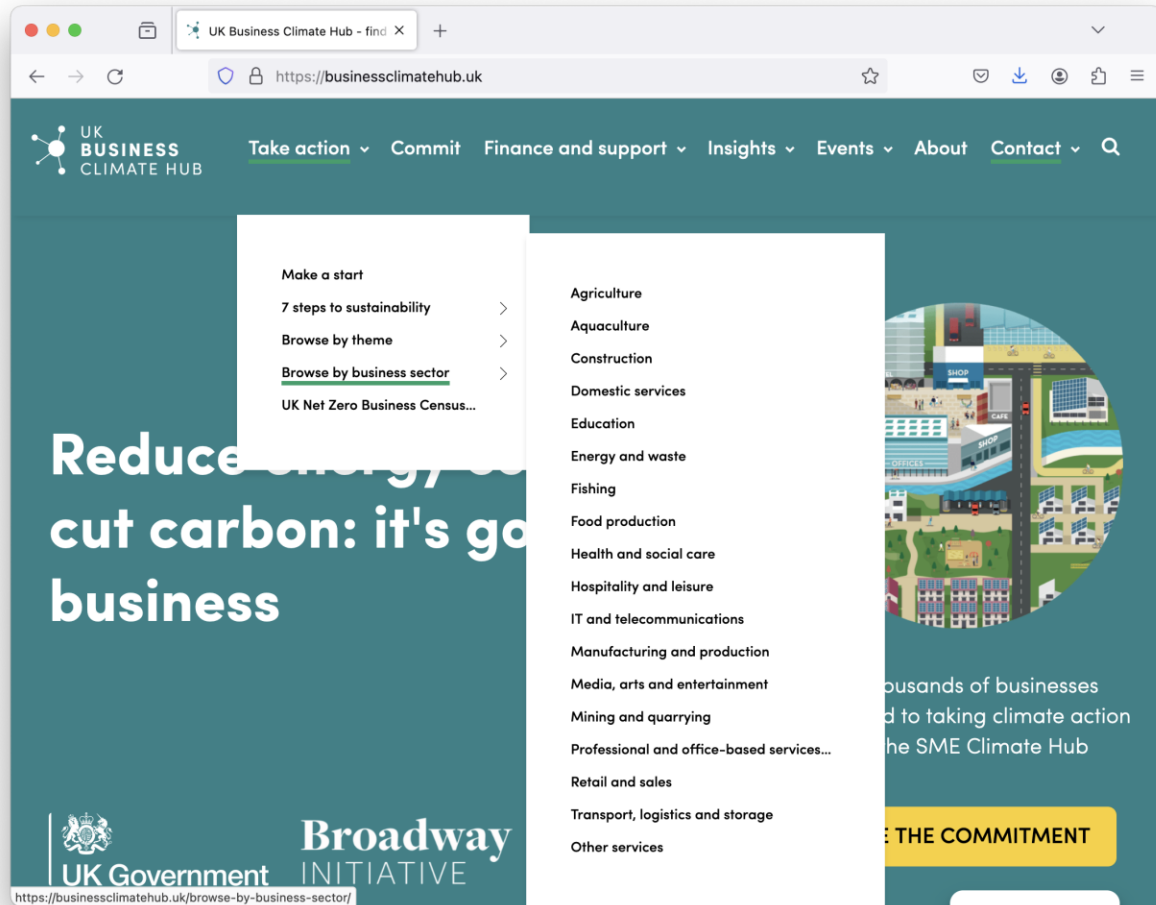 UK Business Climate Hub - find
https://businessclimatehub.uk
UK
BUSINESS
CLIMATE HUB
Take action
Commit
Finance and support
Insights
Events
About
Contact
Make a start
7 steps to sustainability
Browse by theme
Browse by business sector
UK Net Zero Business Census...
Agriculture
Aquaculture
Construction
Domestic services
Education
Energy and waste
Fishing
Food production
Health and social care
Hospitality and leisure
IT and telecommunications
Manufacturing and production
Media, arts and entertainment
Mining and quarrying
Professional and office-based services...
Retail and sales
Transport, logistics and storage
Other services
Reduce energy
cut carbon: it's go
business
SHOP
CAFE
SHOP
OFFICES
ousands of businesses
d to taking climate action
he SME Climate Hub
THE COMMITMENT
UK Government
Broadway
INITIATIVE
https://businessclimatehub.uk/browse-by-business-sector/